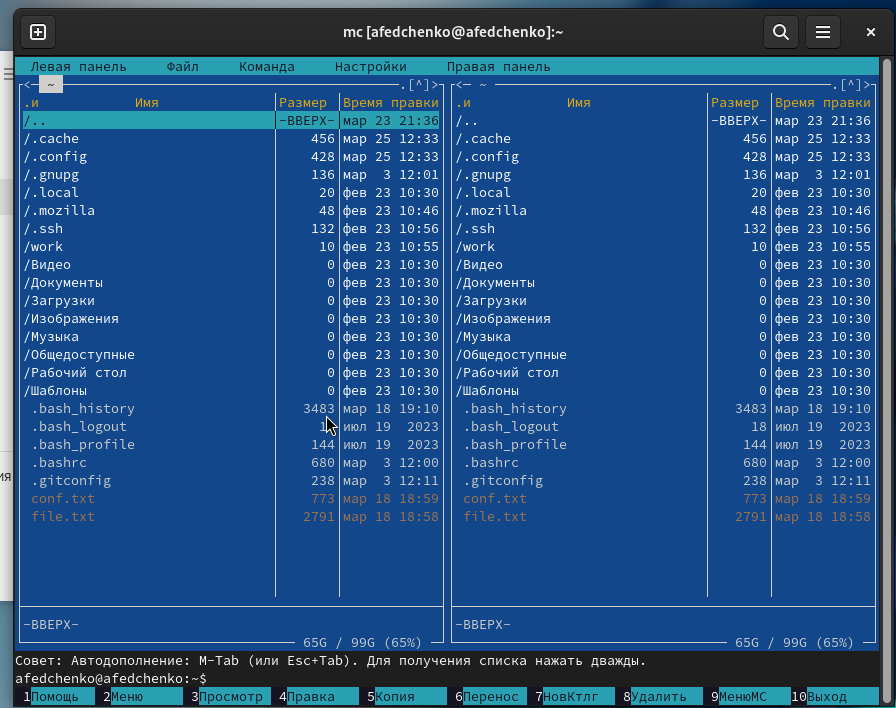 mc [afedchenko@afedchenko]:~
Левая панель Файл Команда Настройки Правая панель
<─ ~ .[^]> <─ ~ .[^]>
.и Имя Размер Время правки .и Имя Размер Время правки
/.. -ВВЕРХ- мар 23 21:36 /.. -ВВЕРХ- мар 23 21:36
/.cache 456 мар 25 12:33 /.cache 456 мар 25 12:33
/.config 428 мар 25 12:33 /.config 428 мар 25 12:33
/.gnupg 136 мар 3 12:01 /.gnupg 136 мар 3 12:01
/.local 20 фев 23 10:30 /.local 20 фев 23 10:30
/.mozilla 48 фев 23 10:46 /.mozilla 48 фев 23 10:46
/.ssh 132 фев 23 10:56 /.ssh 132 фев 23 10:56
/work 10 фев 23 10:55 /work 10 фев 23 10:55
/Видео 0 фев 23 10:30 /Видео 0 фев 23 10:30
/Документы 0 фев 23 10:30 /Документы 0 фев 23 10:30
/Загрузки 0 фев 23 10:30 /Загрузки 0 фев 23 10:30
/Изображения 0 фев 23 10:30 /Изображения 0 фев 23 10:30
/Музыка 0 фев 23 10:30 /Музыка 0 фев 23 10:30
/Общедоступные 0 фев 23 10:30 /Общедоступные 0 фев 23 10:30
/Рабочий стол 0 фев 23 10:30 /Рабочий стол 0 фев 23 10:30
/Шаблоны 0 фев 23 10:30 /Шаблоны 0 фев 23 10:30
.bash_history 3483 мар 18 19:10 .bash_history 3483 мар 18 19:10
.bash_logout июл 19 2023 .bash_logout 18 июл 19 2023
.bash_profile 144 июл 19 2023 .bash_profile 144 июл 19 2023
.bashrc 680 мар 3 12:00 .bashrc 680 мар 3 12:00
.gitconfig 238 мар 3 12:11 .gitconfig 238 мар 3 12:11
conf.txt 773 мар 18 18:59 conf.txt 773 мар 18 18:59
file.txt 2791 мар 18 18:58 file.txt 2791 мар 18 18:58
-ВВЕРХ- -ВВЕРХ-
65G / 99G (65%) 65G / 99G (65%)
Совет: Автодополнение: M-Tab (или Esc+Tab). Для получения списка нажать дважды.
afedchenko@afedchenko:~$
1Помощь 2Меню 3Просмотр 4Правка 5Копия 6Перенос 7НовКтлг 8Удалить 9МенюMC 10Выход